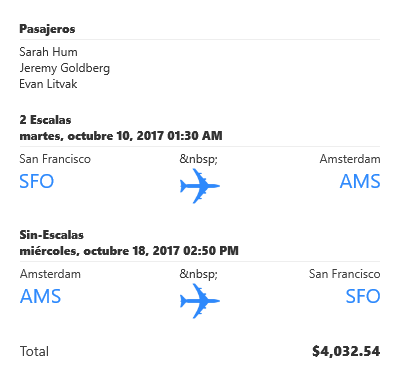 Pasajeros
Sarah Hum
Jeremy Goldberg
Evan Litvak
2 Escalas
martes, octubre 10, 2017 01:30 AM
San Francisco &nbsp; Amsterdam
SFO AMS
Sin-Escalas
miércoles, octubre 18, 2017 02:50 PM
Amsterdam &nbsp; San Francisco
AMS SFO
Total $4,032.54